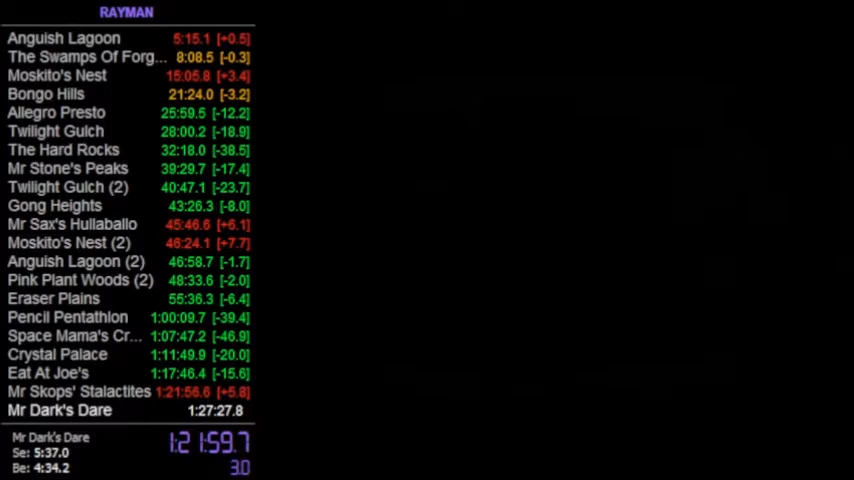 RAYMAN
Anguish Lagoon 5:15.1 [+0.5]
The Swamps Of Forg... 8:08.5 [-0.3]
Moskito's Nest 15:05.8 [+3.4]
Bongo Hills 21:24.0 [-3.2]
Allegro Presto 25:59.5 [-12.2]
Twilight Gulch 28:00.2 [-18.9]
The Hard Rocks 32:18.0 [-38.5]
Mr Stone's Peaks 39:29.7 [-17.4]
Twilight Gulch (2) 40:47.1 [-23.7]
Gong Heights 43:26.3 [-8.0]
Mr Sax's Hullaballo 45:46.6 [+6.1]
Moskito's Nest (2) 46:24.1 [+7.7]
Anguish Lagoon (2) 46:58.7 [-1.7]
Pink Plant Woods (2) 48:33.6 [-2.0]
Eraser Plains 55:36.3 [-6.4]
Pencil Pentathlon 1:00:09.7 [-39.4]
Space Mama's Cr... 1:07:47.2 [-46.9]
Crystal Palace 1:11:49.9 [-20.0]
Eat At Joe's 1:17:46.4 [-15.6]
Mr Skops' Stalactites 1:21:56.6 [+5.8]
Mr Dark's Dare 1:27:27.8
Mr Dark's Dare 1:21:59.7
Se: 5:37.0
Be: 4:34.2 3.0